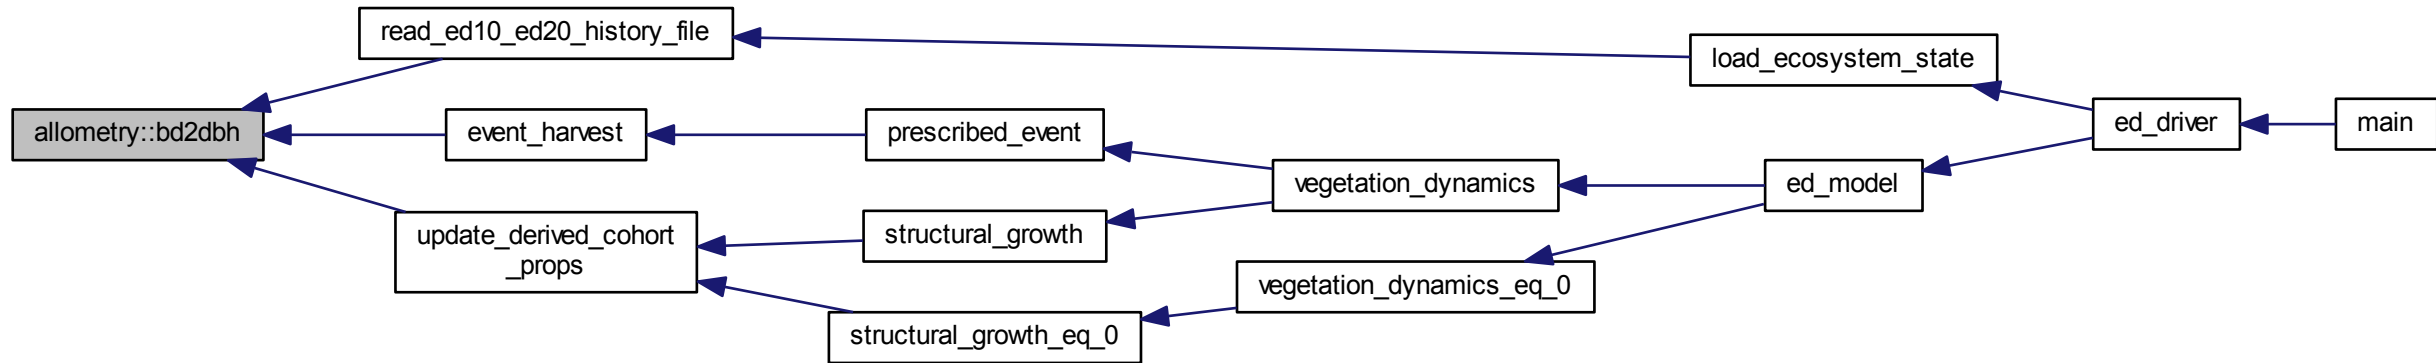 read_ed10_ed20_history_file
load_ecosystem_state
allometry::bd2dbh
event_harvest
prescribed_event
ed_driver
main
vegetation_dynamics
ed_model
update_derived_cohort
_props
structural_growth
vegetation_dynamics_eq_0
structural_growth_eq_0